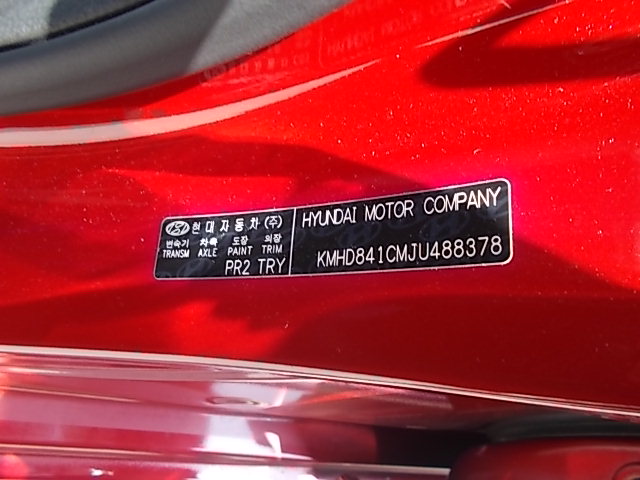 현대자동차 (주)
변속기 차축 도장 외장
TRANSM AXLE PAINT TRIM
PR2 TRY
HYUNDAI MOTOR COMPANY
KMHD841CMJU488378